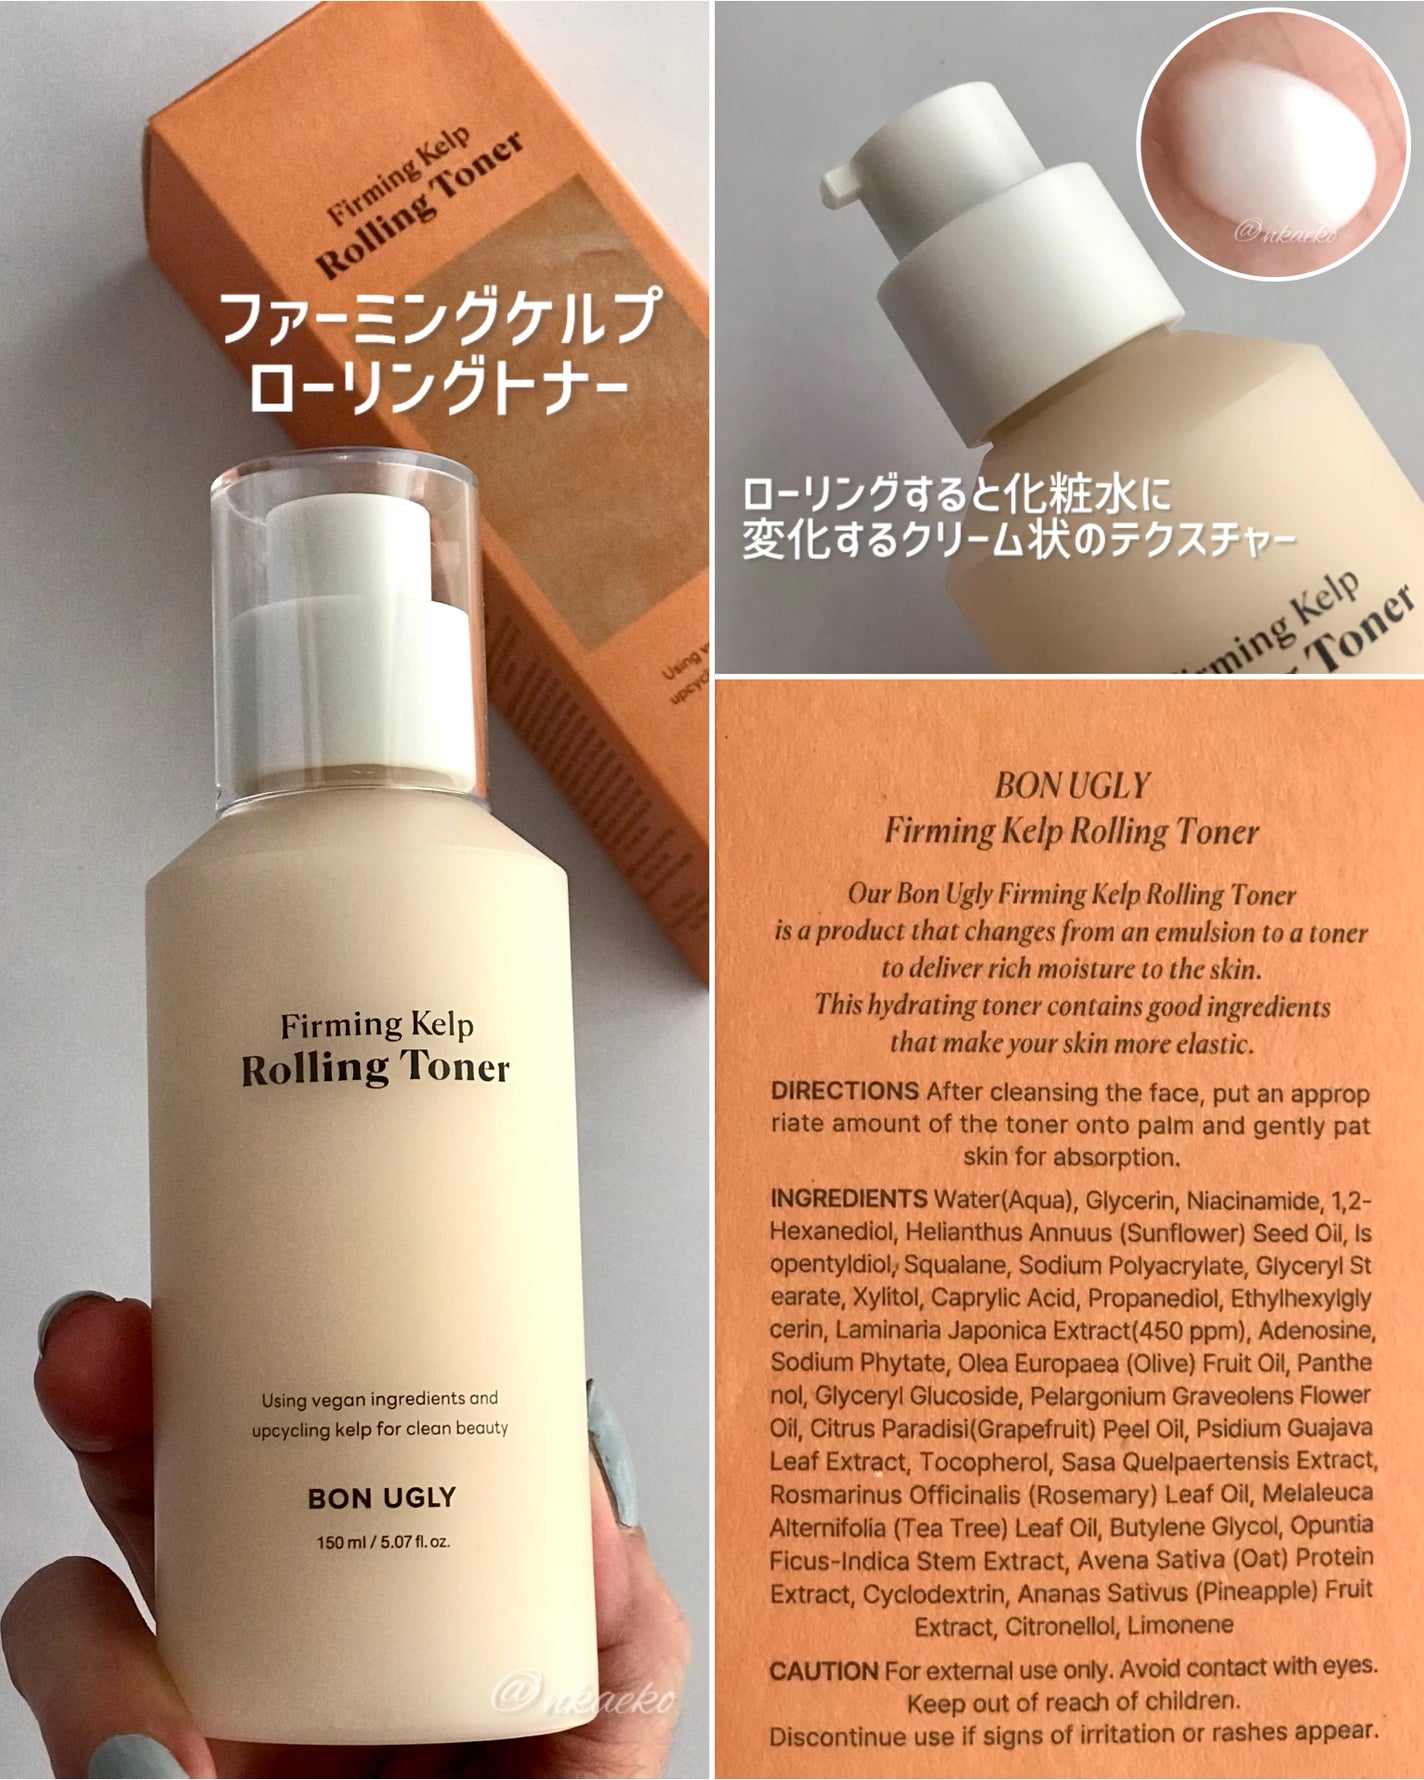 Firming Kelp
Rolling Toner
ファーミングケルプ
ローリングトナー
Using v
upcycl
Firming Kelp
Rolling Toner
Using vegan ingredients and
upcycling kelp for clean beauty
BON UGLY
150 ml / 5.07 fl. oz.
@nkaeko
@nkaeko
ローリングすると化粧水に
変化するクリーム状のテクスチャー
irming Kelp
Toner
BON UGLY
Firming Kelp Rolling Toner
Our Bon Ugly Firming Kelp Rolling Toner
is a product that changes from an emulsion to a toner
to deliver rich moisture to the skin.
This hydrating toner contains good ingredients
that make your skin more elastic.
DIRECTIONS After cleansing the face, put an approp
riate amount of the toner onto palm and gently pat
skin for absorption.
INGREDIENTS Water(Aqua), Glycerin, Niacinamide, 1,2-
Hexanediol, Helianthus Annuus (Sunflower) Seed Oil, Is
opentyldiol, Squalane, Sodium Polyacrylate, Glyceryl St
earate, Xylitol, Caprylic Acid, Propanediol, Ethylhexylgly
cerin, Laminaria Japonica Extract(450 ppm), Adenosine,
Sodium Phytate, Olea Europaea (Olive) Fruit Oil, Panthe
nol, Glyceryl Glucoside, Pelargonium Graveolens Flower
Oil, Citrus Paradisi(Grapefruit) Peel Oil, Psidium Guajava
Leaf Extract, Tocopherol, Sasa Quelpaertensis Extract,
Rosmarinus Officinalis (Rosemary) Leaf Oil, Melaleuca
Alternifolia (Tea Tree) Leaf Oil, Butylene Glycol, Opuntia
Ficus-Indica Stem Extract, Avena Sativa (Oat) Protein
Extract, Cyclodextrin, Ananas Sativus (Pineapple) Fruit
Extract, Citronellol, Limonene
CAUTION For external use only. Avoid contact with eyes.
Keep out of reach of children.
Discontinue use if signs of irritation or rashes appear.